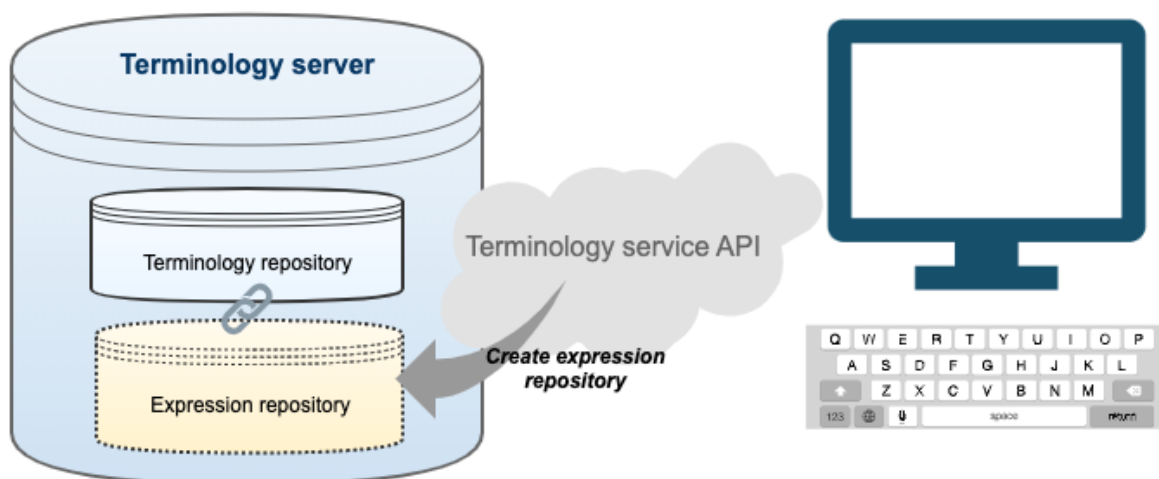 Terminology server
Terminology repository
Expression repository
Terminology service API
Create expression
repository
Q W E R T Y U I O P
A S D F G H J K L
Z X C V B N M
123 space return